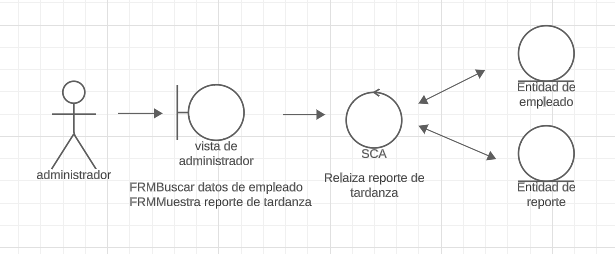 administrador
vista de
administrador
FRMBuscar datos de empleado
FRMMuestra reporte de tardanza
SCA
Relaiza reporte de
tardanza
Entidad de
empleado
Entidad de
reporte